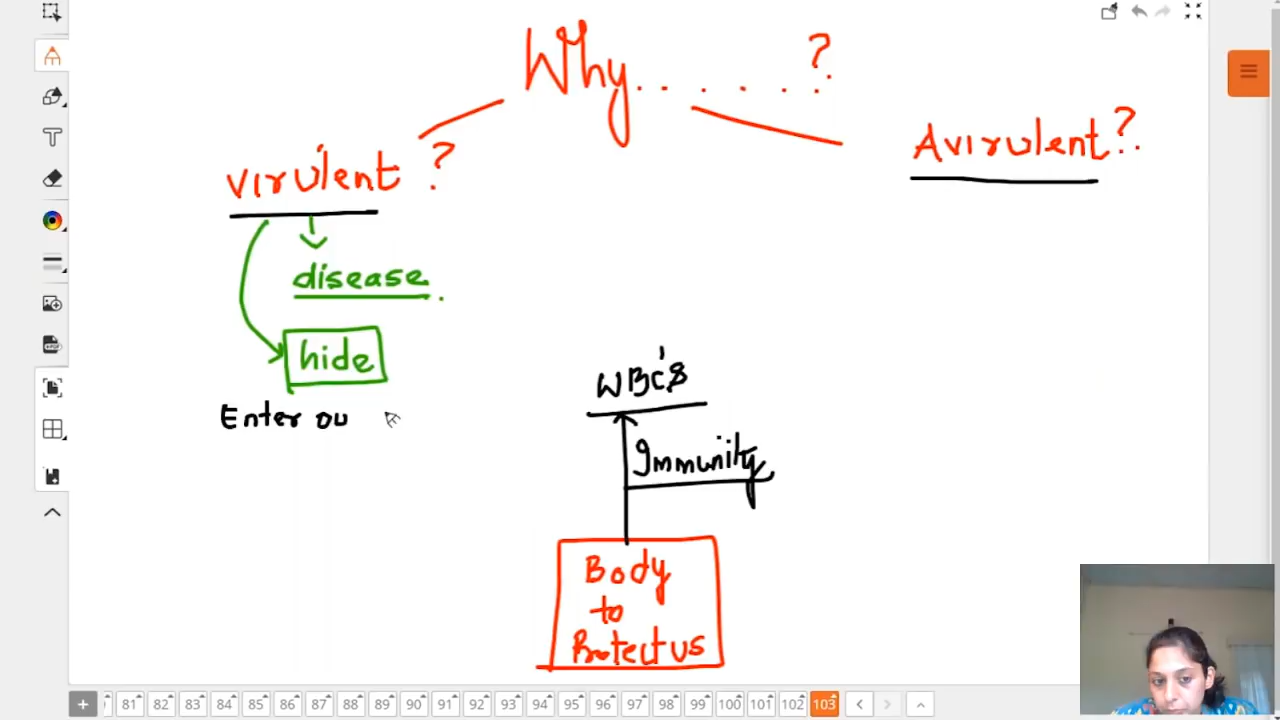 Why. . . . . . ?
virulent ?
Avirulent ?
disease.
hide
Enter ou
WBC's
Immunity
Body
to
Protect us
81 82 83 84 85 86 87 88 89 90 91 92 93 94 95 96 97 98 99 100 101 102 103